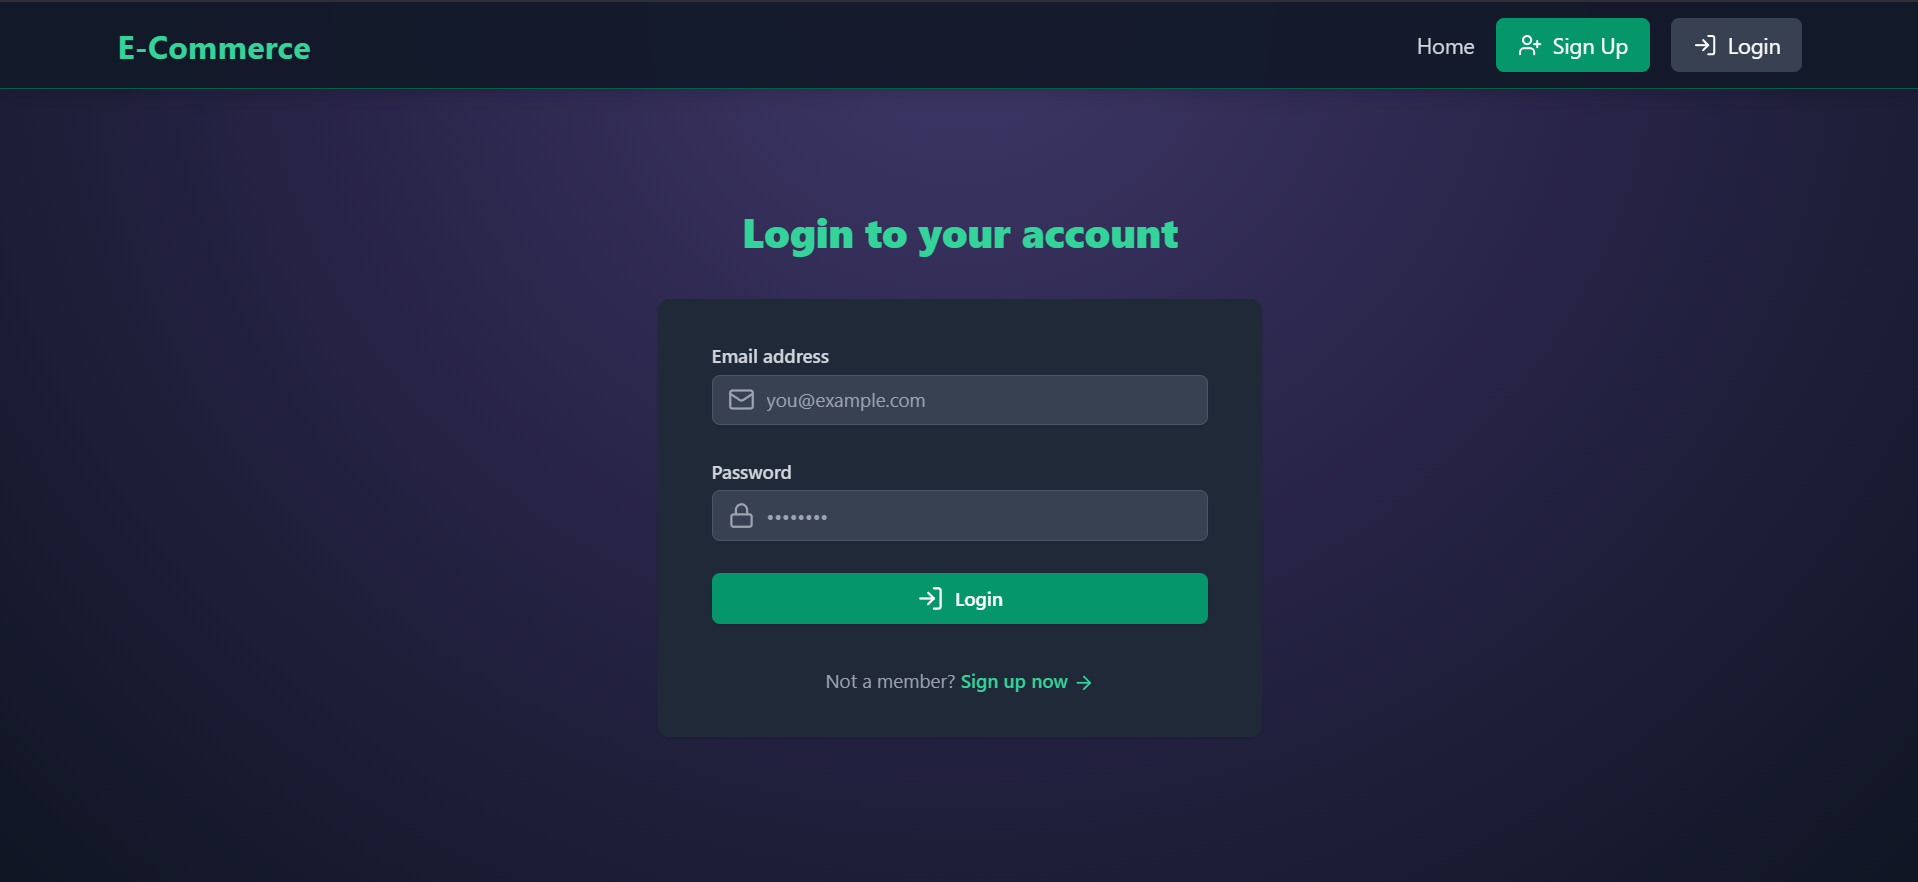 E-Commerce
Home
Sign Up
Login
Login to your account
Email address
you@example.com
Password
••••••••
Login
Not a member? Sign up now →